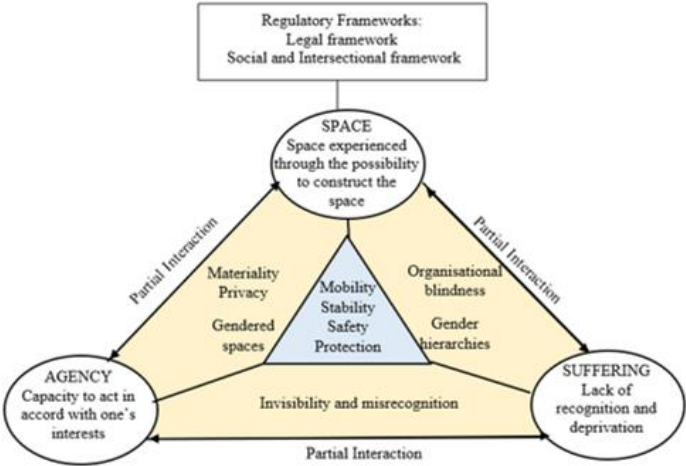 Regulatory Frameworks:
Legal framework
Social and Intersectional framework
SPACE
Space experienced
through the possibility
to construct the
space
Partial Interaction
Partial Interaction
Materiality
Privacy
Gendered
spaces
Mobility
Stability
Safety
Protection
Organisational
blindness
Gender
hierarchies
AGENCY
Capacity to act in
accord with one's
interests
Invisibility and misrecognition
SUFFERING
Lack of
recognition and
deprivation
Partial Interaction